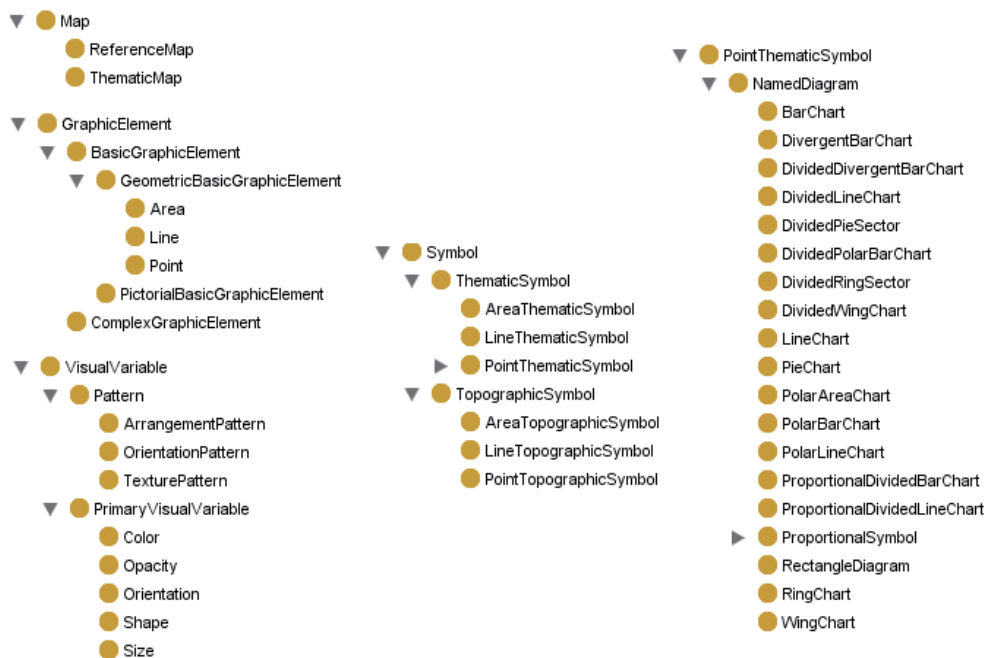 Map
ReferenceMap
ThematicMap
GraphicElement
BasicGraphicElement
GeometricBasicGraphicElement
Area
Line
Point
PictorialBasicGraphicElement
ComplexGraphicElement
VisualVariable
Pattern
ArrangementPattern
OrientationPattern
TexturePattern
PrimaryVisualVariable
Color
Opacity
Orientation
Shape
Size
Symbol
ThematicSymbol
AreaThematicSymbol
LineThematicSymbol
PointThematicSymbol
TopographicSymbol
AreaTopographicSymbol
LineTopographicSymbol
PointTopographicSymbol
PointThematicSymbol
NamedDiagram
BarChart
DivergentBarChart
DividedDivergentBarChart
DividedLineChart
DividedPieSector
DividedPolarBarChart
DividedRingSector
DividedWingChart
LineChart
PieChart
PolarAreaChart
PolarBarChart
PolarLineChart
ProportionalDividedBarChart
ProportionalDividedLineChart
ProportionalSymbol
RectangleDiagram
RingChart
WingChart